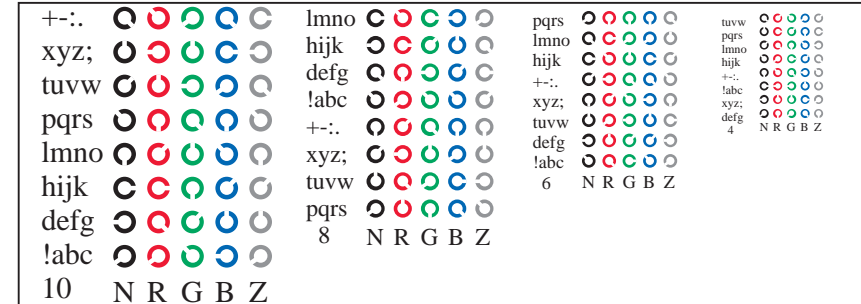 +-:.
xyz;
tuvw
pqrs
lmno
hijk
defg
!abc
10 N R G B Z
lmno
hijk
defg
!abc
+-:.
xyz;
tuvw
pqrs
8 N R G B Z
pqrs
lmno
hijk
+-:.
xyz;
tuvw
defg
!abc
6 N R G B Z
tuvw
pqrs
lmno
hijk
+-:.
!abc
xyz;
defg
4 N R G B Z